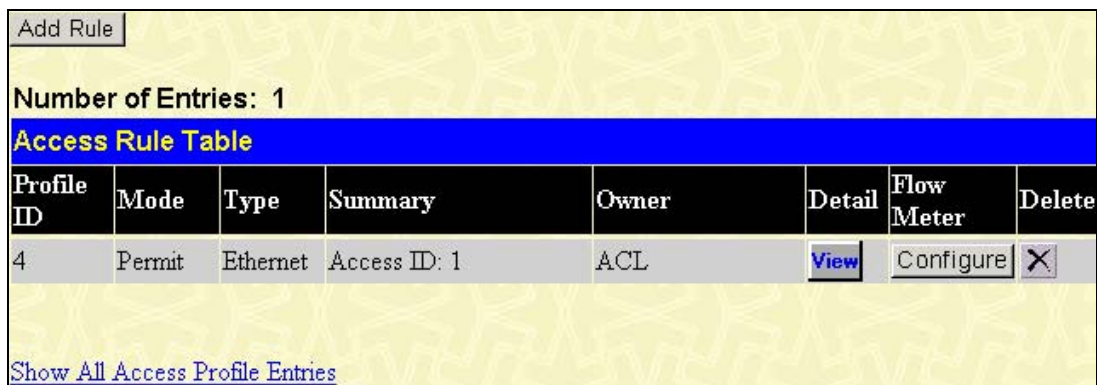 Add Rule
Number of Entries: 1
Access Rule Table
Profile ID Mode Type Summary Owner Detail Flow Meter Delete
4 Permit Ethernet Access ID: 1 ACL View Configure X
Show All Access Profile Entries